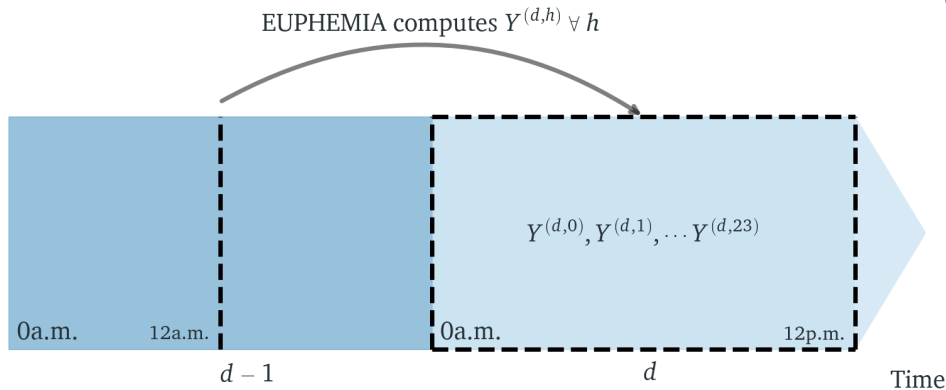 EUPHEMIA computes Y^(d,h) ∀ h
Y^(d,0), Y^(d,1), … Y^(d,23)
0a.m. 12a.m. 0a.m. 12p.m.
d − 1 d Time